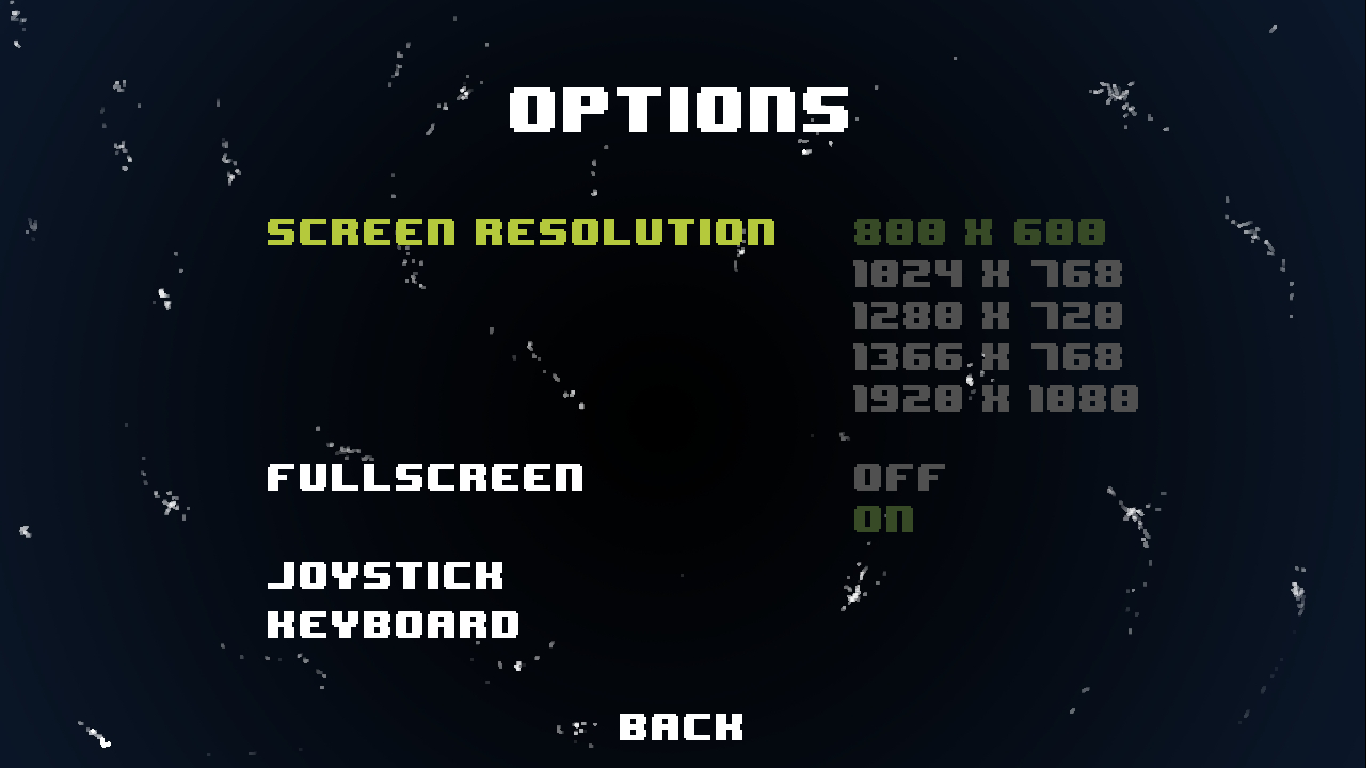 OPTIONS
SCREEN RESOLUTION 800 X 600
1024 X 768
1280 X 720
1366 X 768
1920 X 1080
FULLSCREEN OFF
ON
JOYSTICK
KEYBOARD
BACK